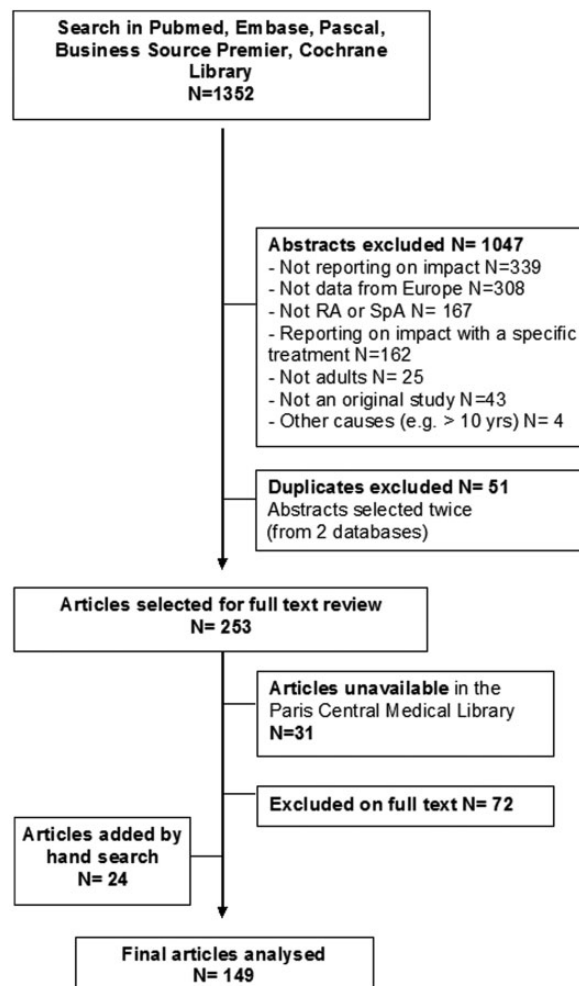 Search in Pubmed, Embase, Pascal,
Business Source Premier, Cochrane
Library
N=1352
Abstracts excluded N= 1047
- Not reporting on impact N=339
- Not data from Europe N=308
- Not RA or SpA N= 167
- Reporting on impact with a specific
treatment N=162
- Not adults N= 25
- Not an original study N=43
- Other causes (e.g. > 10 yrs) N= 4
Duplicates excluded N= 51
Abstracts selected twice
(from 2 databases)
Articles selected for full text review
N= 253
Articles unavailable in the
Paris Central Medical Library
N=31
Excluded on full text N= 72
Articles added by
hand search
N= 24
Final articles analysed
N= 149